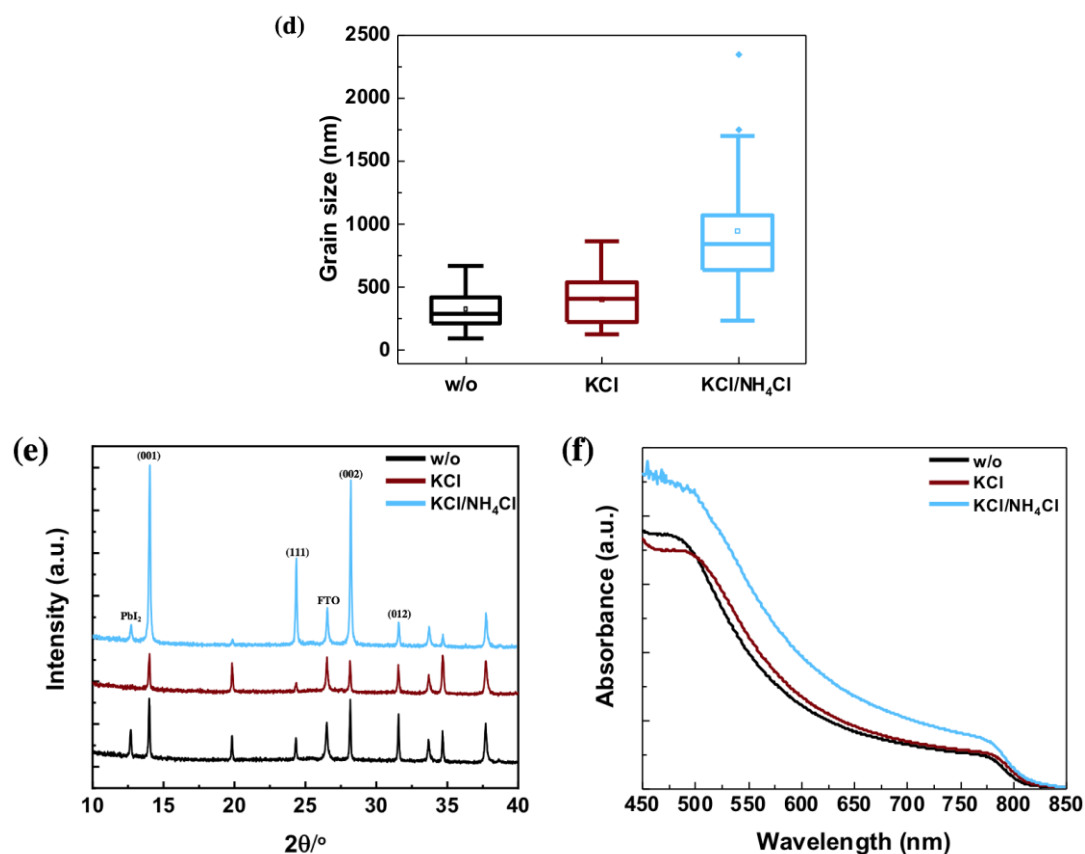 (d)
2500
2000
1500
1000
500
0
Grain size (nm)
w/o
KCl
KCl/NH₄Cl
(e)
(001)
w/o
KCl
KCl/NH₄Cl
(002)
(111)
PbI₂
FTO
(012)
Intensity (a.u.)
10
15
20
25
30
35
40
2θ/°
(f)
w/o
KCl
KCl/NH₄Cl
Absorbance (a.u.)
450
500
550
600
650
700
750
800
850
Wavelength (nm)